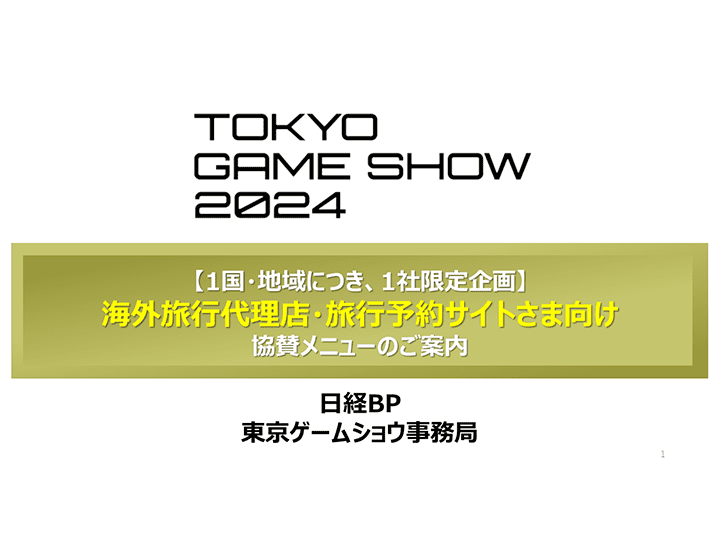 TOKYO
GAME SHOW
2024
【1国・地域につき、1社限定企画】
海外旅行代理店・旅行予約サイトさま向け
協賛メニューのご案内
日経BP
東京ゲームショウ事務局
1